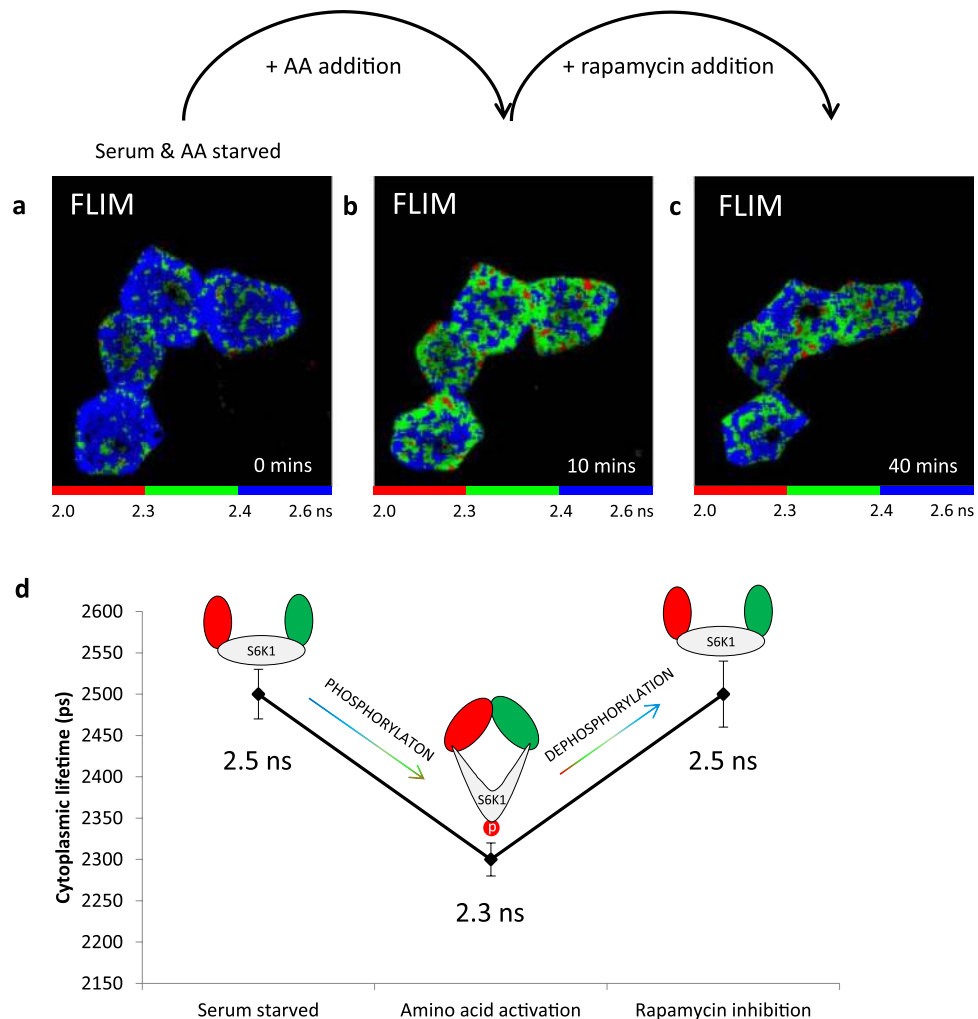 + AA addition
+ rapamycin addition
Serum & AA starved
a
FLIM
0 mins
2.0 2.3 2.4 2.6 ns
b
FLIM
10 mins
2.0 2.3 2.4 2.6 ns
c
FLIM
40 mins
2.0 2.3 2.4 2.6 ns
d
Cytoplasmic lifetime (ps)
2600
2550
2500
2450
2400
2350
2300
2250
2200
2150
S6K1
2.5 ns
PHOSPHORYLATON
S6K1
p
2.3 ns
DEPHOSPHORYLATION
S6K1
2.5 ns
Serum starved
Amino acid activation
Rapamycin inhibition